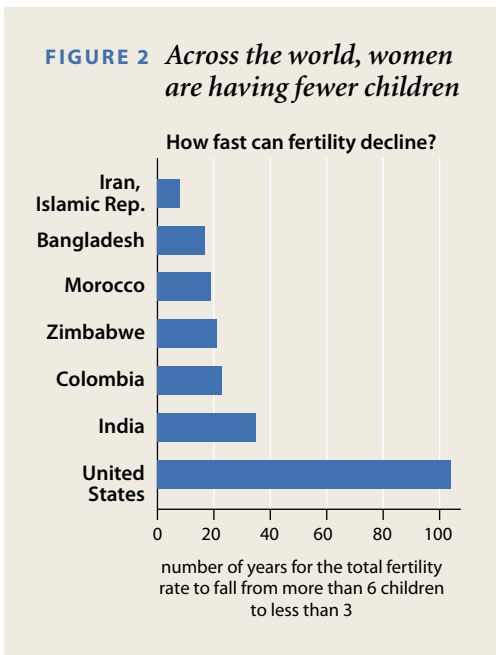 FIGURE 2 Across the world, women
are having fewer children
How fast can fertility decline?
Iran,
Islamic Rep.
Bangladesh
Morocco
Zimbabwe
Colombia
India
United
States
0 20 40 60 80 100
number of years for the total fertility
rate to fall from more than 6 children
to less than 3